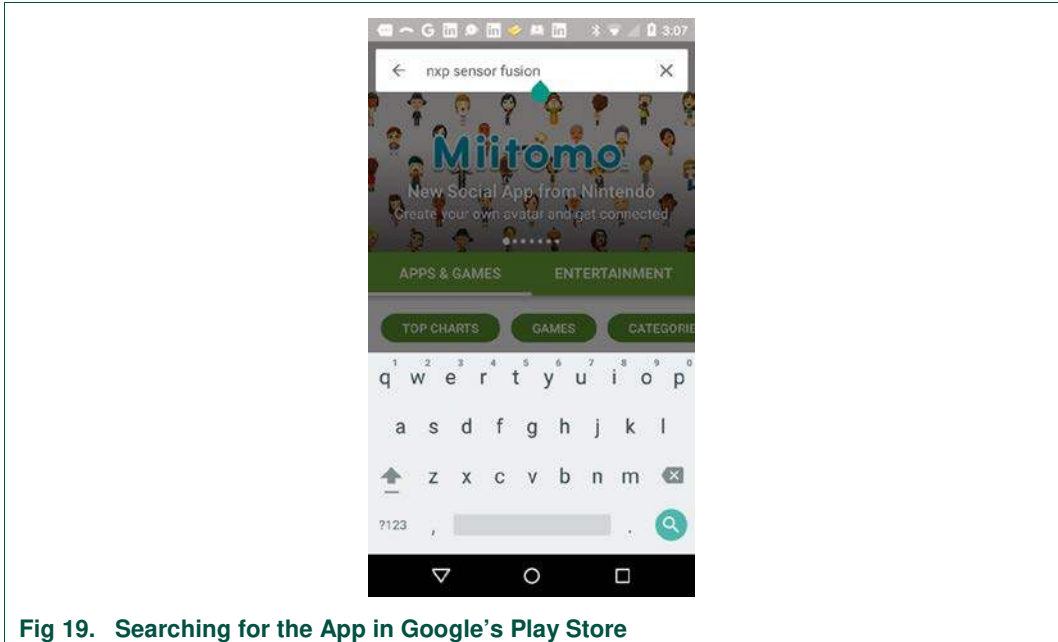 3:07
nxp sensor fusion
Miitomo
New Social App from Nintendo
Create your own avatar and get connected
APPS & GAMES ENTERTAINMENT
TOP CHARTS GAMES CATEGORIE
1 2 3 4 5 6 7 8 9 0
q w e r t y u i o p
a s d f g h j k l
z x c v b n m
?123 , .
Fig 19. Searching for the App in Google's Play Store